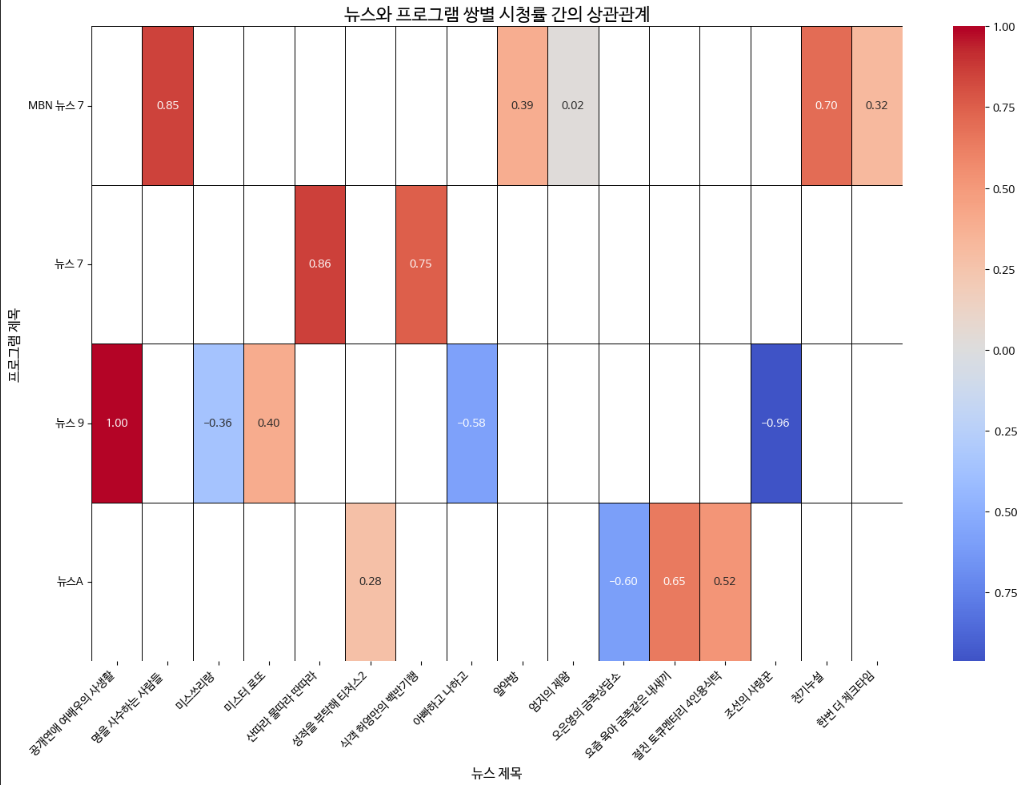 뉴스와 프로그램 쌍별 시청률 간의 상관관계
프로그램 제목
MBN 뉴스 7
뉴스 7
뉴스 9
뉴스A
0.85
0.39
0.02
0.70
0.32
0.86
0.75
1.00
−0.36
0.40
−0.58
−0.96
0.28
−0.60
0.65
0.52
공개연애 여배우의 사생활
명을 사수하는 사람들
미스쓰리랑
미스터 로또
산따라 물따라 딴따라
성적을 부탁해 티처스2
식객 허영만의 백반기행
아빠하고 나하고
알약방
엄지의 제왕
오은영의 금쪽상담소
요즘 육아 금쪽같은 내새끼
절친 토큐멘터리 4인용식탁
조선의 사랑꾼
천기누설
한번 더 체크타임
뉴스 제목
1.00
0.75
0.50
0.25
0.00
0.25
0.50
0.75